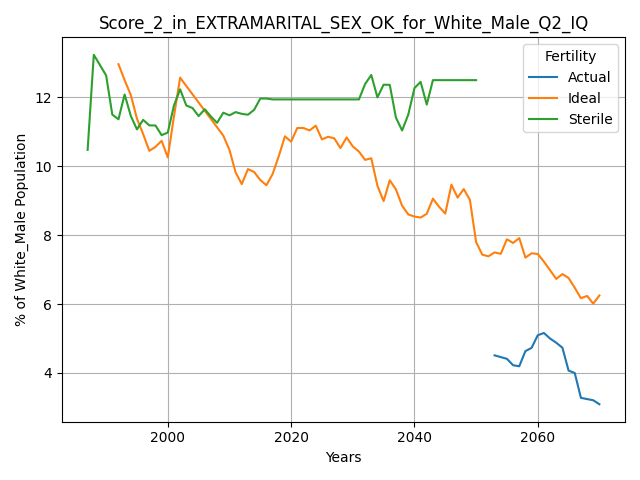 Score_2_in_EXTRAMARITAL_SEX_OK_for_White_Male_Q2_IQ
% of White_Male Population
12
10
8
6
4
Fertility
Actual
Ideal
Sterile
2000 2020 2040 2060
Years